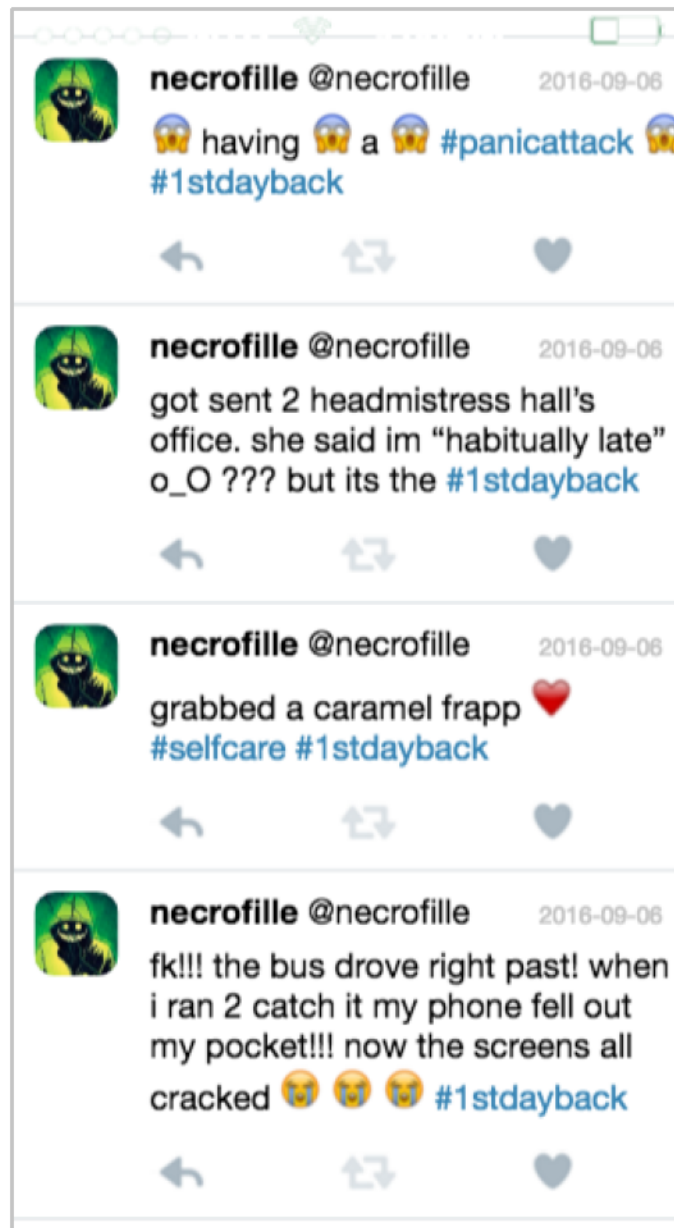 necrofille @necrofille 2016-09-06
😱 having 😱 a 😱 #panicattack 😱
#1stdayback
necrofille @necrofille 2016-09-06
got sent 2 headmistress hall’s
office. she said im “habitually late”
o_O ??? but its the #1stdayback
necrofille @necrofille 2016-09-06
grabbed a caramel frapp ❤️
#selfcare #1stdayback
necrofille @necrofille 2016-09-06
fk!!! the bus drove right past! when
i ran 2 catch it my phone fell out
my pocket!!! now the screens all
cracked 😭 😭 😭 #1stdayback